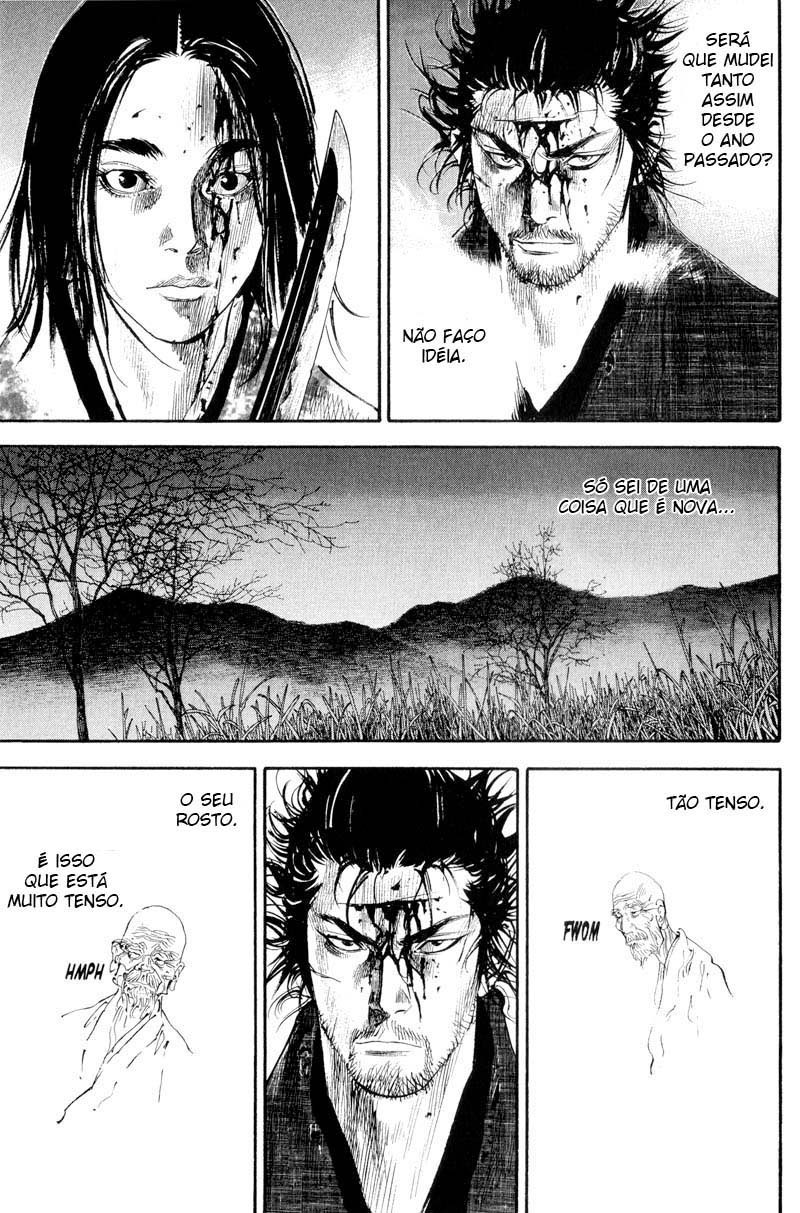 SERÁ
QUE MUDEI
TANTO
ASSIM
DESDE
O ANO
PASSADO?
NÃO FAÇO
IDÉIA.
SÓ SEI DE UMA
COISA QUE É NOVA...
TÃO TENSO.
FWOM
O SEU
ROSTO.
É ISSO
QUE ESTÁ
MUITO TENSO.
HMPH